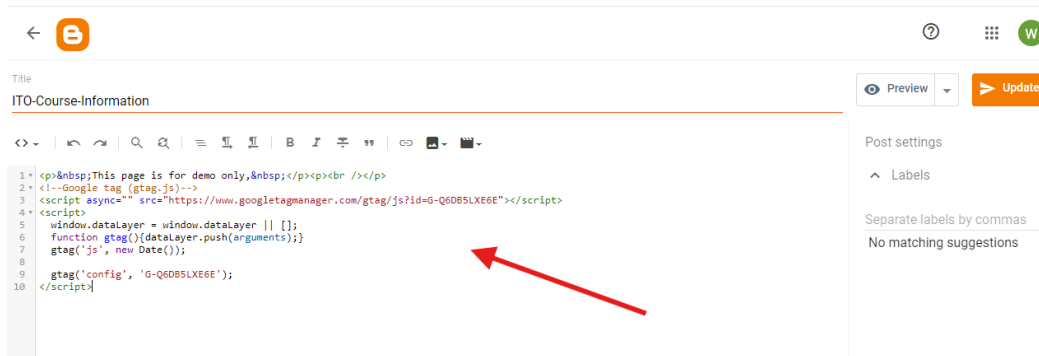 W
Title
ITO-Course-Information
Preview
Update
B I
Post settings
Labels
Separate labels by commas
No matching suggestions
1 <p>&nbsp;This page is for demo only,&nbsp;</p><p><br /></p>
2 <!--Google tag (gtag.js)-->
3 <script async="" src="https://www.googletagmanager.com/gtag/js?id=G-Q6DB5LXE6E"></script>
4 <script>
5 window.dataLayer = window.dataLayer || [];
6 function gtag(){dataLayer.push(arguments);}
7 gtag('js', new Date());
8
9 gtag('config', 'G-Q6DB5LXE6E');
10 </script>